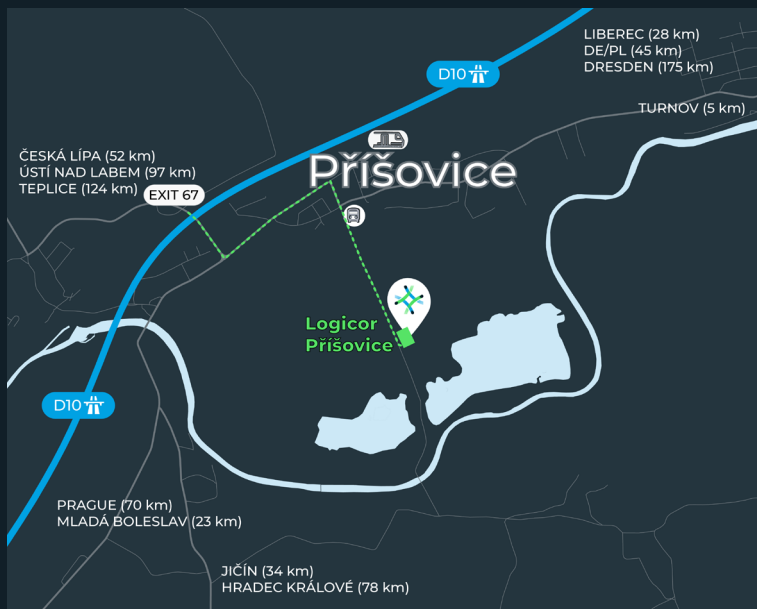 LIBEREC (28 km)
DE/PL (45 km)
DRESDEN (175 km)
D10
TURNOV (5 km)
ČESKÁ LÍPA (52 km)
ÚSTÍ NAD LABEM (97 km)
TEPLICE (124 km)
EXIT 67
Příšovice
Logicor
Příšovice
D10
PRAGUE (70 km)
MLADÁ BOLESLAV (23 km)
JIČÍN (34 km)
HRADEC KRÁLOVÉ (78 km)